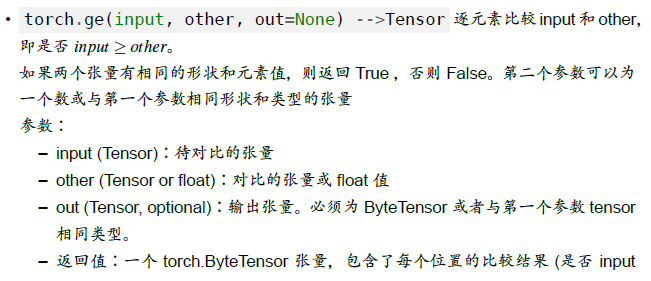 • torch.ge(input, other, out=None) -->Tensor 逐元素比较 input 和 other,
即是否 input ≥ other。
如果两个张量有相同的形状和元素值，则返回 True ，否则 False。第二个参数可以为
一个数或与第一个参数相同形状和类型的张量
参数：
– input (Tensor)：待对比的张量
– other (Tensor or float)：对比的张量或 float 值
– out (Tensor, optional)：输出张量。必须为 ByteTensor 或者与第一个参数 tensor
相同类型。
– 返回值：一个 torch.ByteTensor 张量，包含了每个位置的比较结果 (是否 input